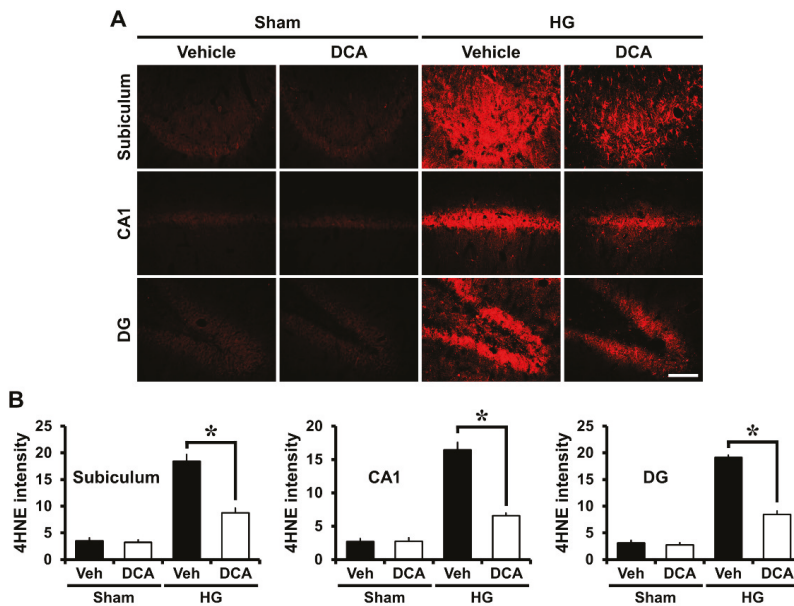 A
Sham HG
Vehicle DCA Vehicle DCA
Subiculum
CA1
DG
B
4HNE intensity
25
20
15
10
5
0
Subiculum
*
Veh DCA Veh DCA
Sham HG
4HNE intensity
20
15
10
5
0
CA1
*
Veh DCA Veh DCA
Sham HG
4HNE intensity
25
20
15
10
5
0
DG
*
Veh DCA Veh DCA
Sham HG